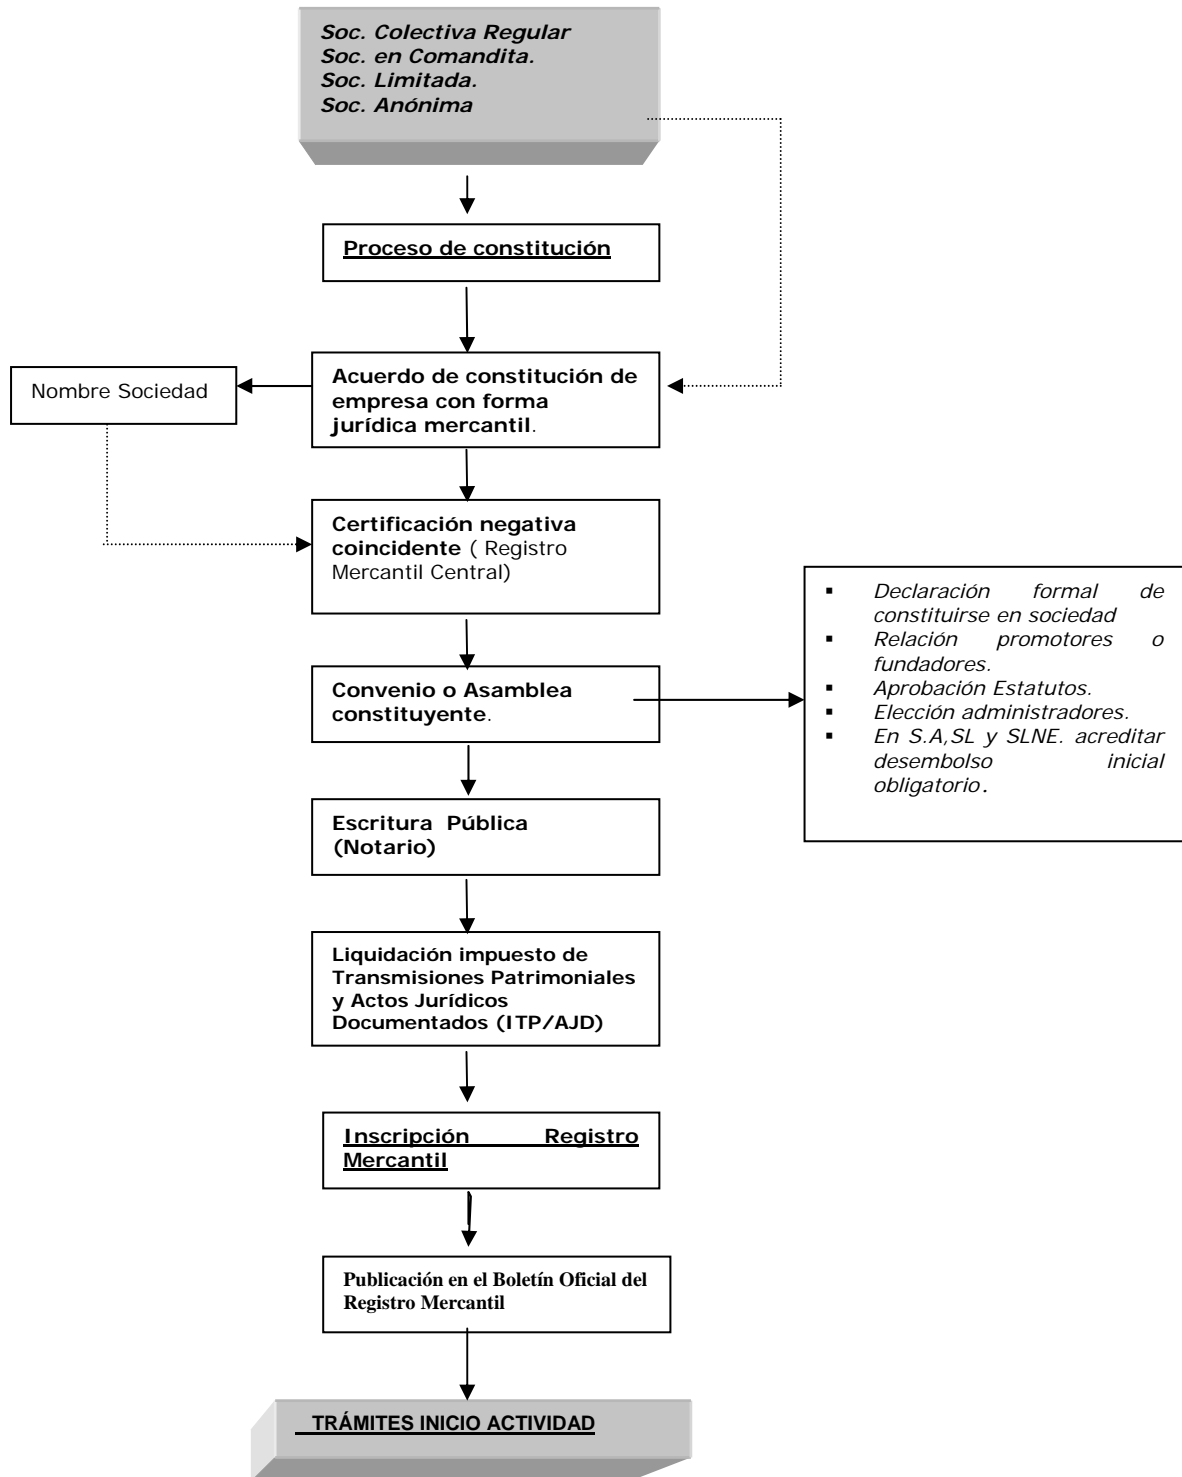 Soc. Colectiva Regular
Soc. en Comandita.
Soc. Limitada.
Soc. Anónima
Proceso de constitución
Nombre Sociedad
Acuerdo de constitución de
empresa con forma
jurídica mercantil.
Certificación negativa
coincidente ( Registro
Mercantil Central)
Convenio o Asamblea
constituyente.
▪ Declaración formal de
constituirse en sociedad
▪ Relación promotores o
fundadores.
▪ Aprobación Estatutos.
▪ Elección administradores.
▪ En S.A,SL y SLNE. acreditar
desembolso inicial
obligatorio.
Escritura Pública
(Notario)
Liquidación impuesto de
Transmisiones Patrimoniales
y Actos Jurídicos
Documentados (ITP/AJD)
Inscripción Registro
Mercantil
Publicación en el Boletín Oficial del
Registro Mercantil
TRÁMITES INICIO ACTIVIDAD